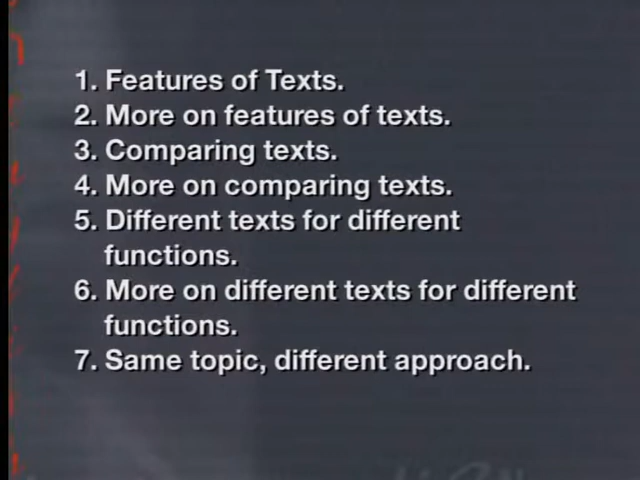 1. Features of Texts.
2. More on features of texts.
3. Comparing texts.
4. More on comparing texts.
5. Different texts for different
functions.
6. More on different texts for different
functions.
7. Same topic, different approach.